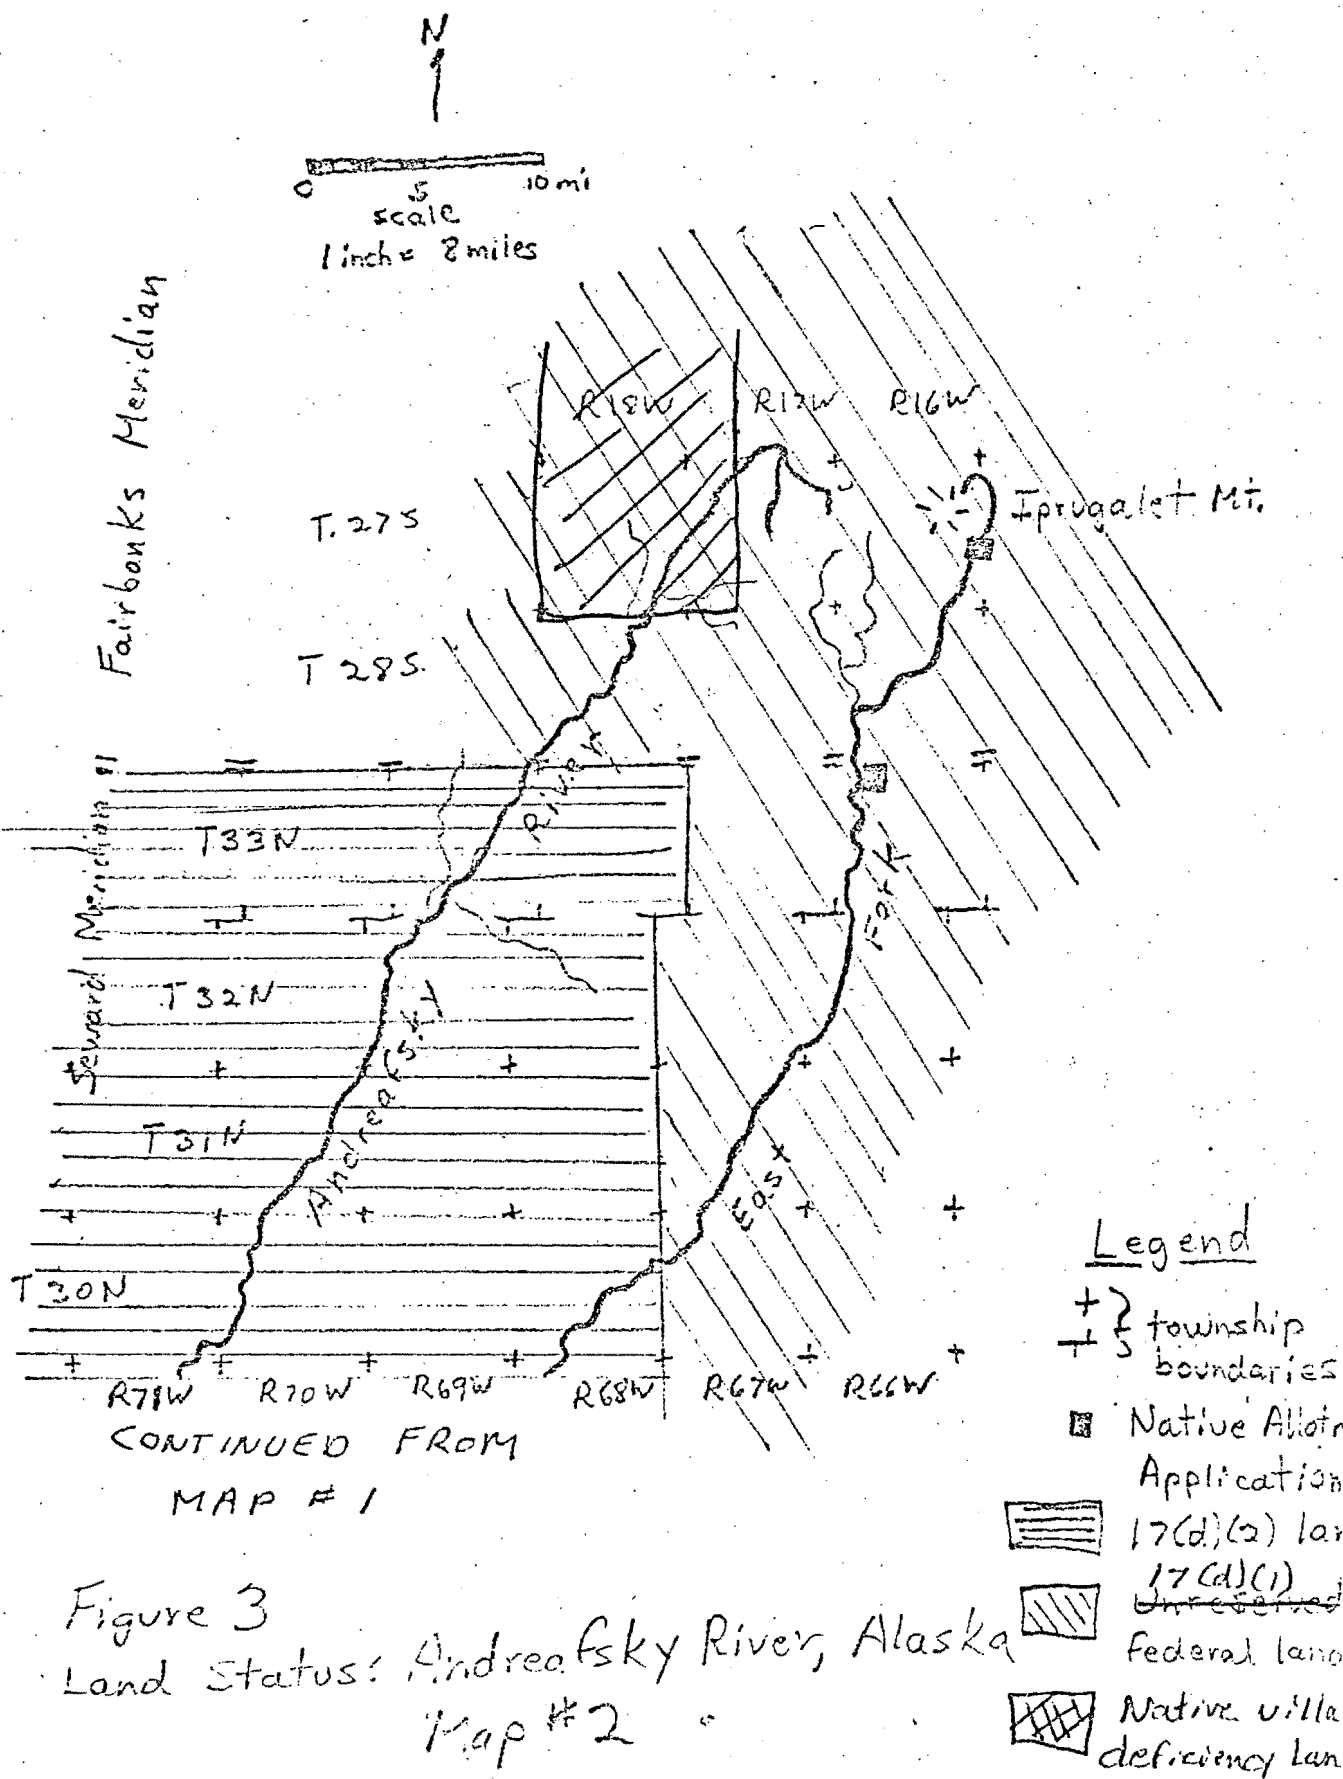 N
0 5 10 mi
scale
1 inch = 8 miles
Fairbanks Meridian
R18W R17W R16W
T.27S
Iprugalet Mt.
T 28S.
River
Seward Meridian
T33N
Fork
T32N
Andreafsky
T31N
East
T30N
R71W R70W R69W R68W R67W R66W
CONTINUED FROM
MAP # 1
Legend
township
boundaries
Native Allotm
Application
17(d)(2) lan
17(d)(1)
Unreserved
Federal land
Native villa
deficiency lan
Figure 3
Land Status: Andreafsky River, Alaska
Map #2